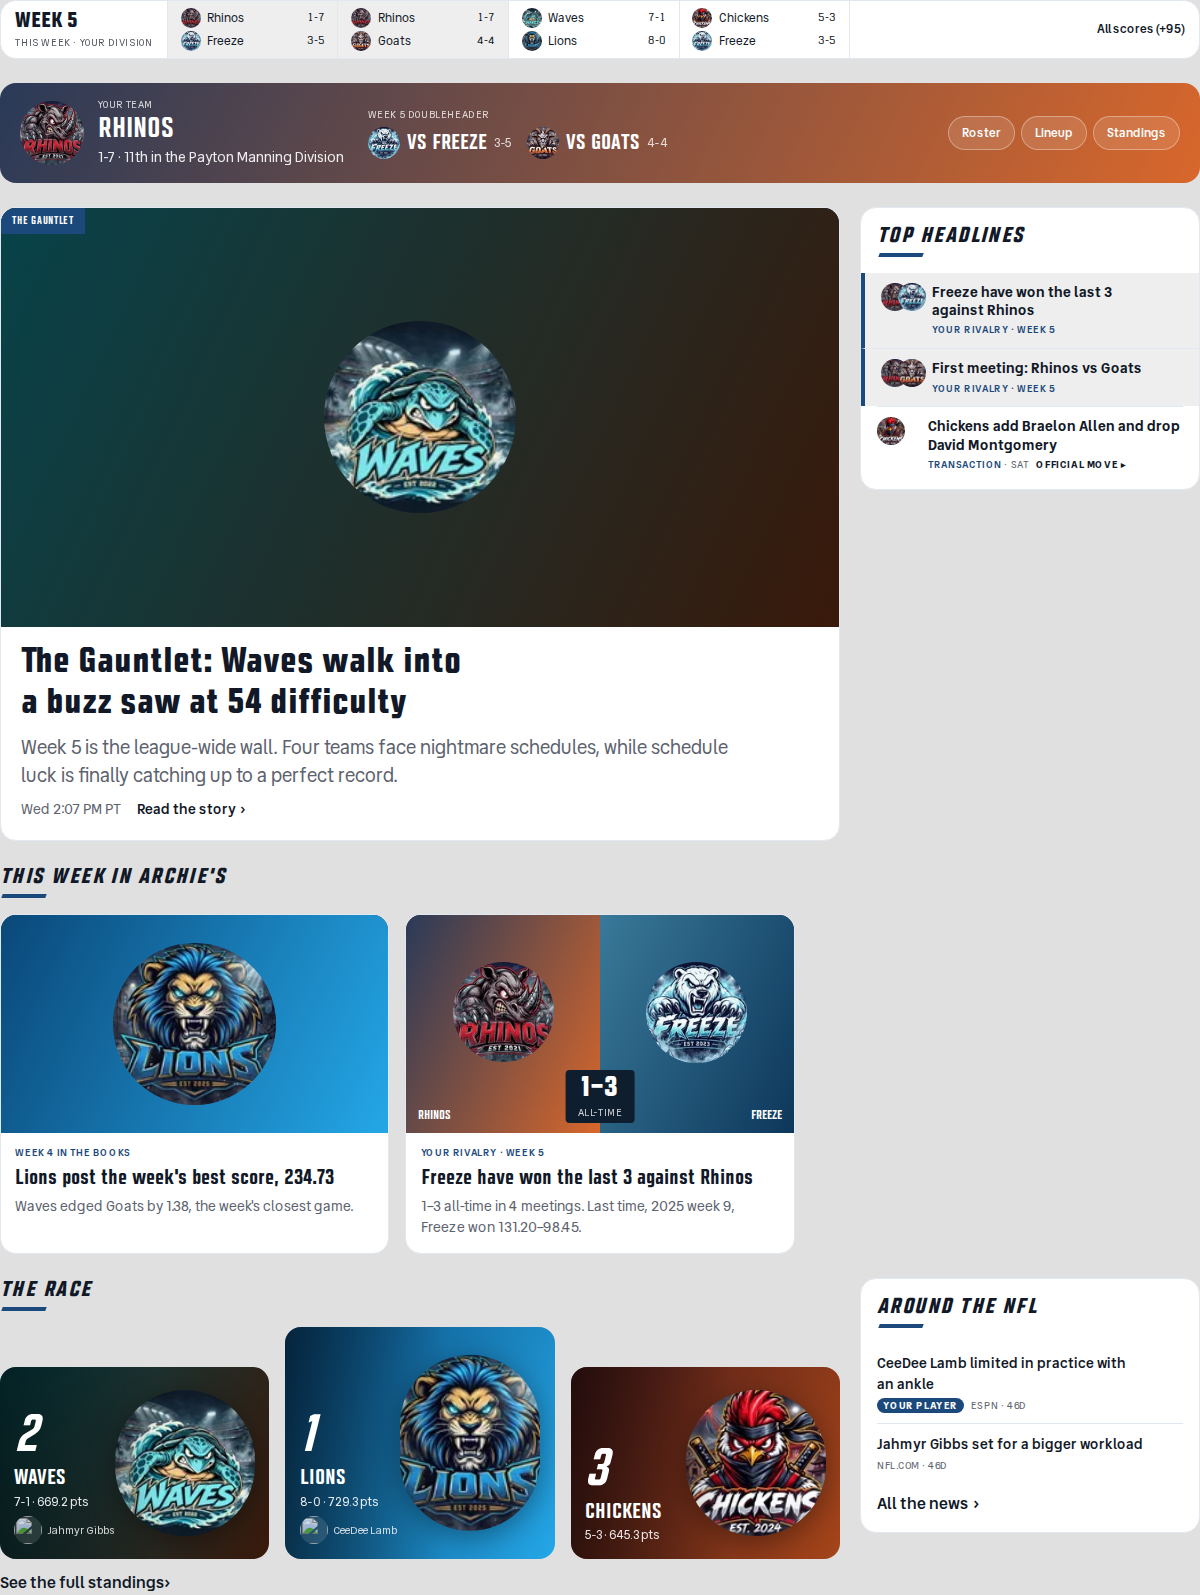 WEEK 5
THIS WEEK · YOUR DIVISION
Rhinos 1-7
Freeze 3-5
Rhinos 1-7
Goats 4-4
Waves 7-1
Lions 8-0
Chickens 5-3
Freeze 3-5
All scores (+95)
YOUR TEAM
RHINOS
1-7 · 11th in the Payton Manning Division
WEEK 5 DOUBLEHEADER
VS FREEZE 3-5 VS GOATS 4-4
Roster Lineup Standings
THE GAUNTLET
WAVES
EST 2022
The Gauntlet: Waves walk into
a buzz saw at 54 difficulty
Week 5 is the league-wide wall. Four teams face nightmare schedules, while schedule
luck is finally catching up to a perfect record.
Wed 2:07 PM PT Read the story ›
TOP HEADLINES
Freeze have won the last 3
against Rhinos
YOUR RIVALRY · WEEK 5
First meeting: Rhinos vs Goats
YOUR RIVALRY · WEEK 5
Chickens add Braelon Allen and drop
David Montgomery
TRANSACTION · SAT OFFICIAL MOVE ▸
THIS WEEK IN ARCHIE'S
LIONS
EST 2025
WEEK 4 IN THE BOOKS
Lions post the week's best score, 234.73
Waves edged Goats by 1.38, the week's closest game.
RHINOS
EST 2021
FREEZE
EST 2023
1–3
ALL-TIME
RHINOS
FREEZE
YOUR RIVALRY · WEEK 5
Freeze have won the last 3 against Rhinos
1–3 all-time in 4 meetings. Last time, 2025 week 9,
Freeze won 131.20–98.45.
THE RACE
2
WAVES
7-1 · 669.2 pts
Jahmyr Gibbs
WAVES
1
LIONS
8-0 · 729.3 pts
CeeDee Lamb
LIONS
EST 2025
3
CHICKENS
5-3 · 645.3 pts
CHICKENS
EST. 2024
See the full standings›
AROUND THE NFL
CeeDee Lamb limited in practice with
an ankle
YOUR PLAYER ESPN · 46D
Jahmyr Gibbs set for a bigger workload
NFL.COM · 46D
All the news ›